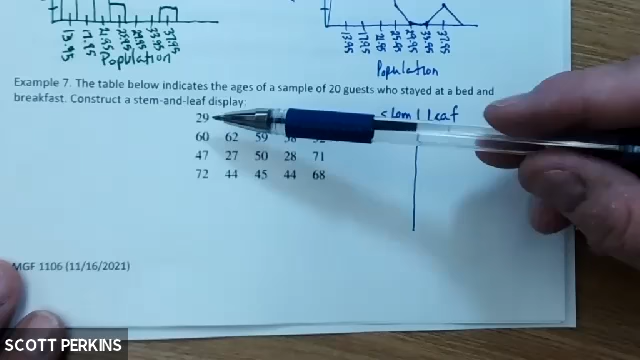 13.95 17.95 21.95 25.95 29.95 33.95 37.95
Population
13.95 17.95 21.95 25.95 29.95 33.95 37.95
Population
Example 7. The table below indicates the ages of a sample of 20 guests who stayed at a bed and
breakfast. Construct a stem-and-leaf display:
Stem Leaf
29
60 62 59
47 27 50 28 71
72 44 45 44 68
MGF 1106 (11/16/2021)
SCOTT PERKINS